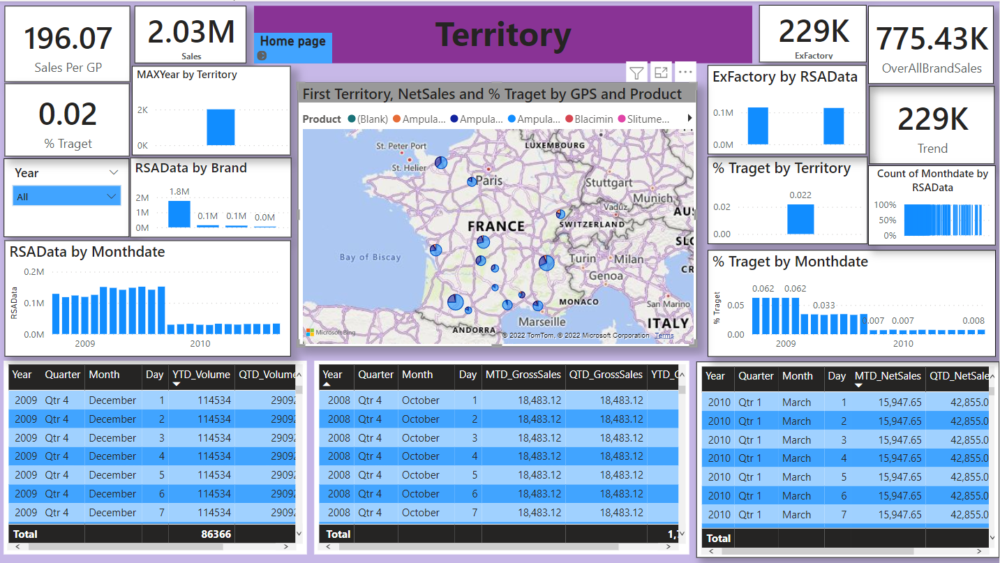 196.07
Sales Per GP
2.03M
Sales
Home page
Territory
229K
ExFactory
775.43K
OverAllBrandSales
0.02
% Traget
MAXYear by Territory
2K
0K
First Territory, NetSales and % Traget by GPS and Product
Product (Blank) Ampula... Ampula... Ampula... Blacimin Slitume...
LUXEMBOURG
St. Peter Port
St. Helier
Paris
Stuttgart
Munich
Vaduz
AUS
FRANCE
SWITZERLAND
SLO
Bay of Biscay
Turin
Milan
CR
Genoa
MONACO
San Marino
Marseille
ITALY
ANDORRA
Microsoft Bing
© 2022 TomTom, © 2022 Microsoft Corporation Terms
ExFactory by RSAData
0.1M
0.0M
229K
Trend
Year
All
RSAData by Brand
2M
1M
0M
1.8M
0.1M
0.1M
0.0M
% Traget by Territory
0.022
0.02
0.00
Count of Monthdate by
RSAData
100%
50%
0%
RSAData by Monthdate
RSAData
0.2M
0.1M
0.0M
2009 2010
% Traget by Monthdate
% Traget
0.05
0.00
0.062 0.062 0.033 0.007 0.007 0.008
2009 2010
Year Quarter Month Day YTD_Volume QTD_Volume
2009 Qtr 4 December 1 114534 2909
2009 Qtr 4 December 2 114534 2909
2009 Qtr 4 December 3 114534 2909
2009 Qtr 4 December 4 114534 2909
2009 Qtr 4 December 5 114534 2909
2009 Qtr 4 December 6 114534 2909
2009 Qtr 4 December 7 114534 2909
Total 86366
Year Quarter Month Day MTD_GrossSales QTD_GrossSales YTD_G
2008 Qtr 4 October 1 18,483.12 18,483.12
2008 Qtr 4 October 2 18,483.12 18,483.12
2008 Qtr 4 October 3 18,483.12 18,483.12
2008 Qtr 4 October 4 18,483.12 18,483.12
2008 Qtr 4 October 5 18,483.12 18,483.12
2008 Qtr 4 October 6 18,483.12 18,483.12
2008 Qtr 4 October 7 18,483.12 18,483.12
Total 1,
Year Quarter Month Day MTD_NetSales QTD_NetSale
2010 Qtr 1 March 1 15,947.65 42,855.0
2010 Qtr 1 March 2 15,947.65 42,855.0
2010 Qtr 1 March 3 15,947.65 42,855.0
2010 Qtr 1 March 4 15,947.65 42,855.0
2010 Qtr 1 March 5 15,947.65 42,855.0
2010 Qtr 1 March 6 15,947.65 42,855.0
2010 Qtr 1 March 7 15,947.65 42,855.0
Total